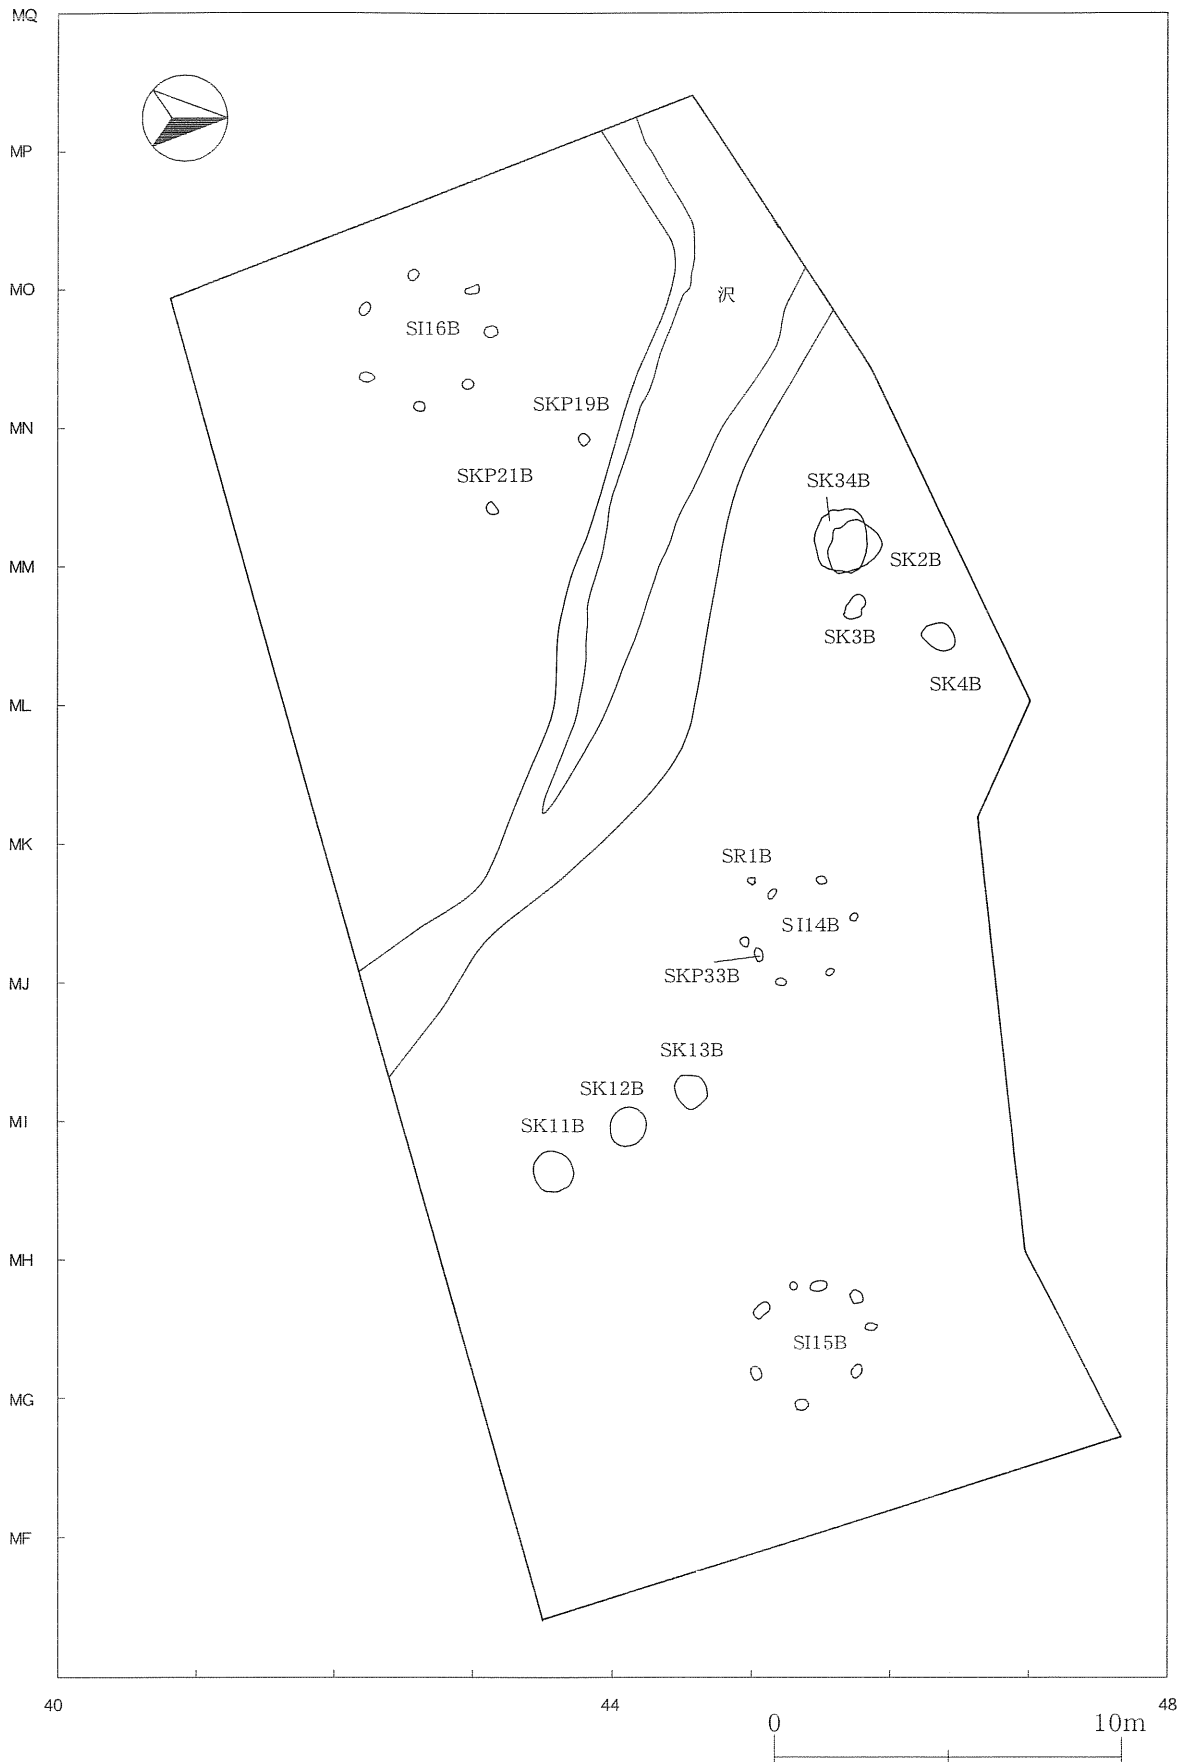 MQ
MP
MO
沢
SI16B
SKP19B
MN
SKP21B
SK34B
SK2B
MM
SK3B
SK4B
ML
MK
SR1B
SI14B
SKP33B
MJ
SK13B
SK12B
SK11B
MI
MH
SI15B
MG
MF
40
44
48
0
10m